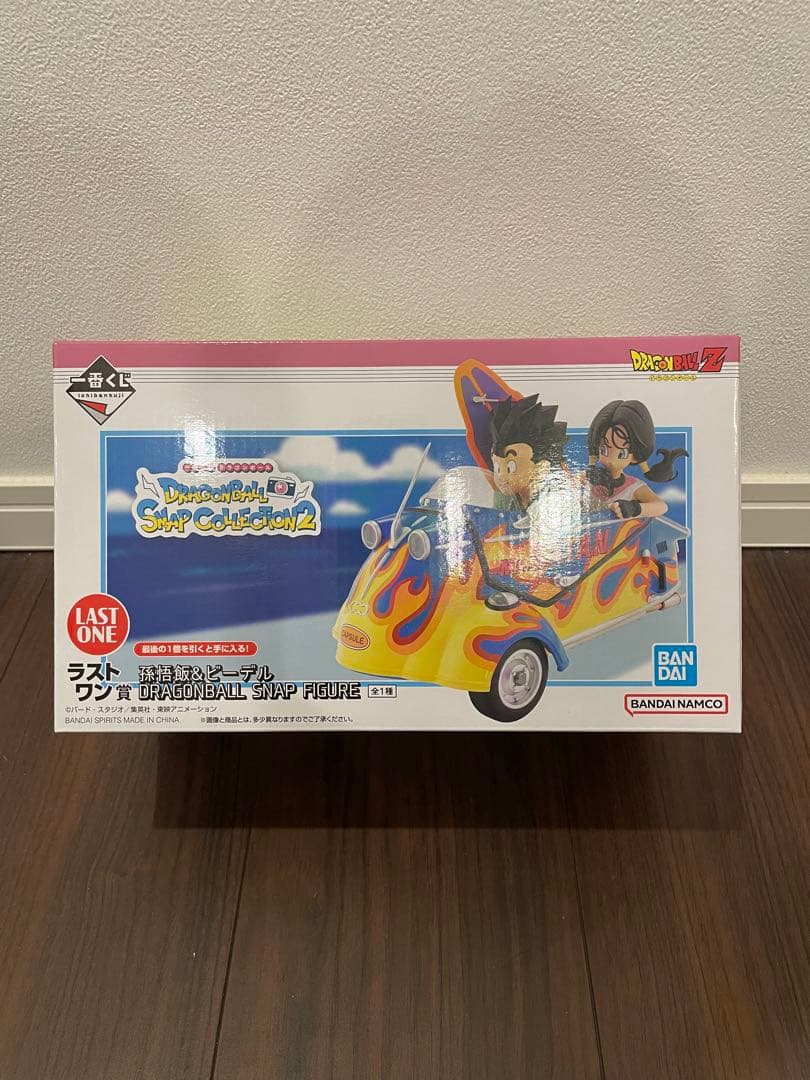 一番くじ
ichibankuji
DRAGONBALL Z
DRAGONBALL
SNAP COLLECTION2
CAPSULE
LAST
ONE
最後の1個を引くと手に入る!
ラスト
ワン賞
孫悟飯&ビーデル
DRAGONBALL SNAP FIGURE
全1種
©バード・スタジオ/集英社・東映アニメーション
BANDAI SPIRITS MADE IN CHINA
※画像と商品とは、多少異なりますのでご了承ください。
BAN
DAI
BANDAI NAMCO